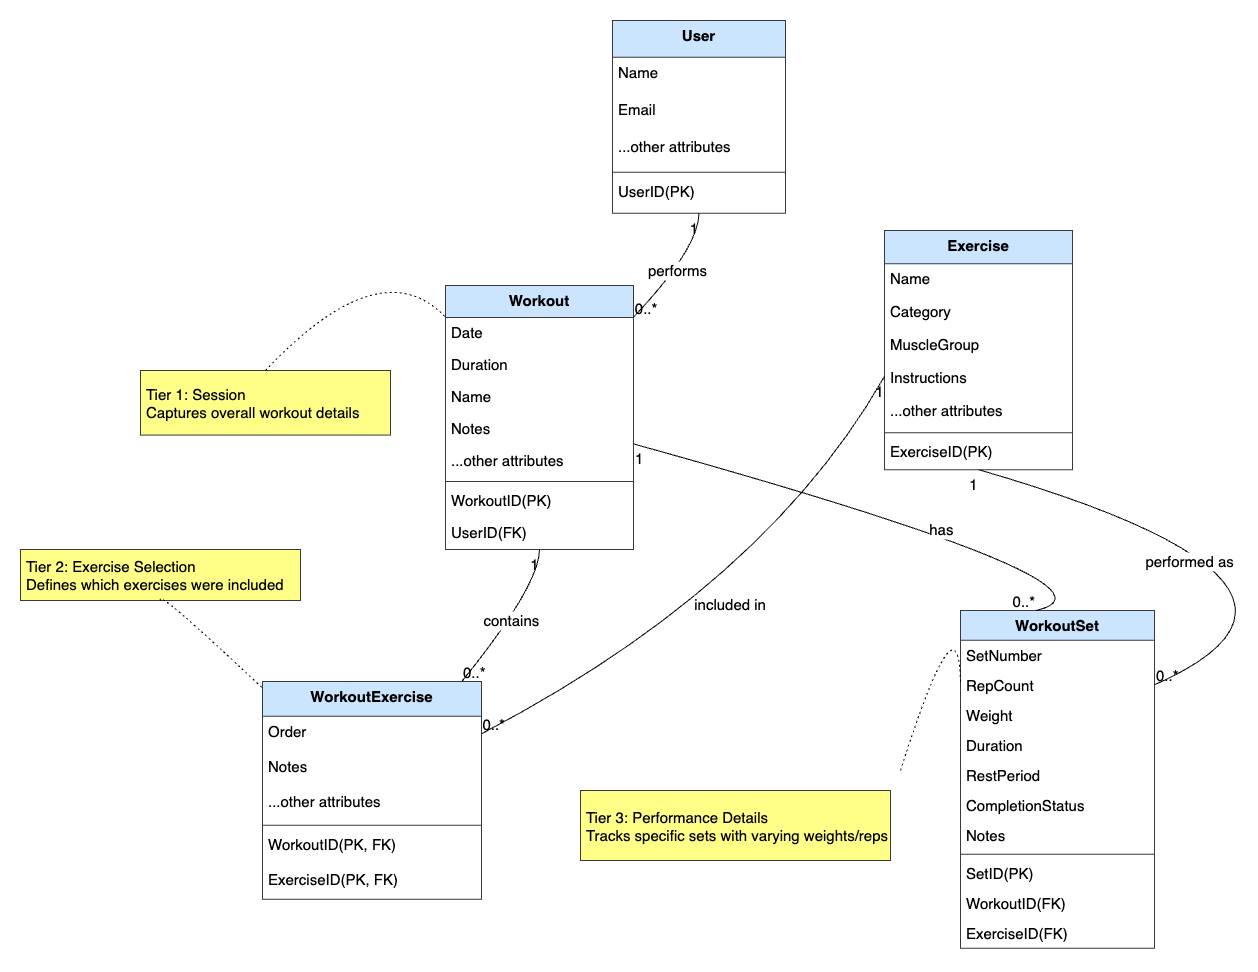 User
Name
Email
...other attributes
UserID(PK)
1
performs
0..*
Exercise
Name
Category
MuscleGroup
Instructions
...other attributes
ExerciseID(PK)
1
1
Workout
Date
Duration
Name
Notes
...other attributes
WorkoutID(PK)
UserID(FK)
1
1
Tier 1: Session
Captures overall workout details
has
performed as
Tier 2: Exercise Selection
Defines which exercises were included
contains
included in
0..*
0..*
0..*
0..*
WorkoutExercise
Order
Notes
...other attributes
WorkoutID(PK, FK)
ExerciseID(PK, FK)
WorkoutSet
SetNumber
RepCount
Weight
Duration
RestPeriod
CompletionStatus
Notes
SetID(PK)
WorkoutID(FK)
ExerciseID(FK)
Tier 3: Performance Details
Tracks specific sets with varying weights/reps